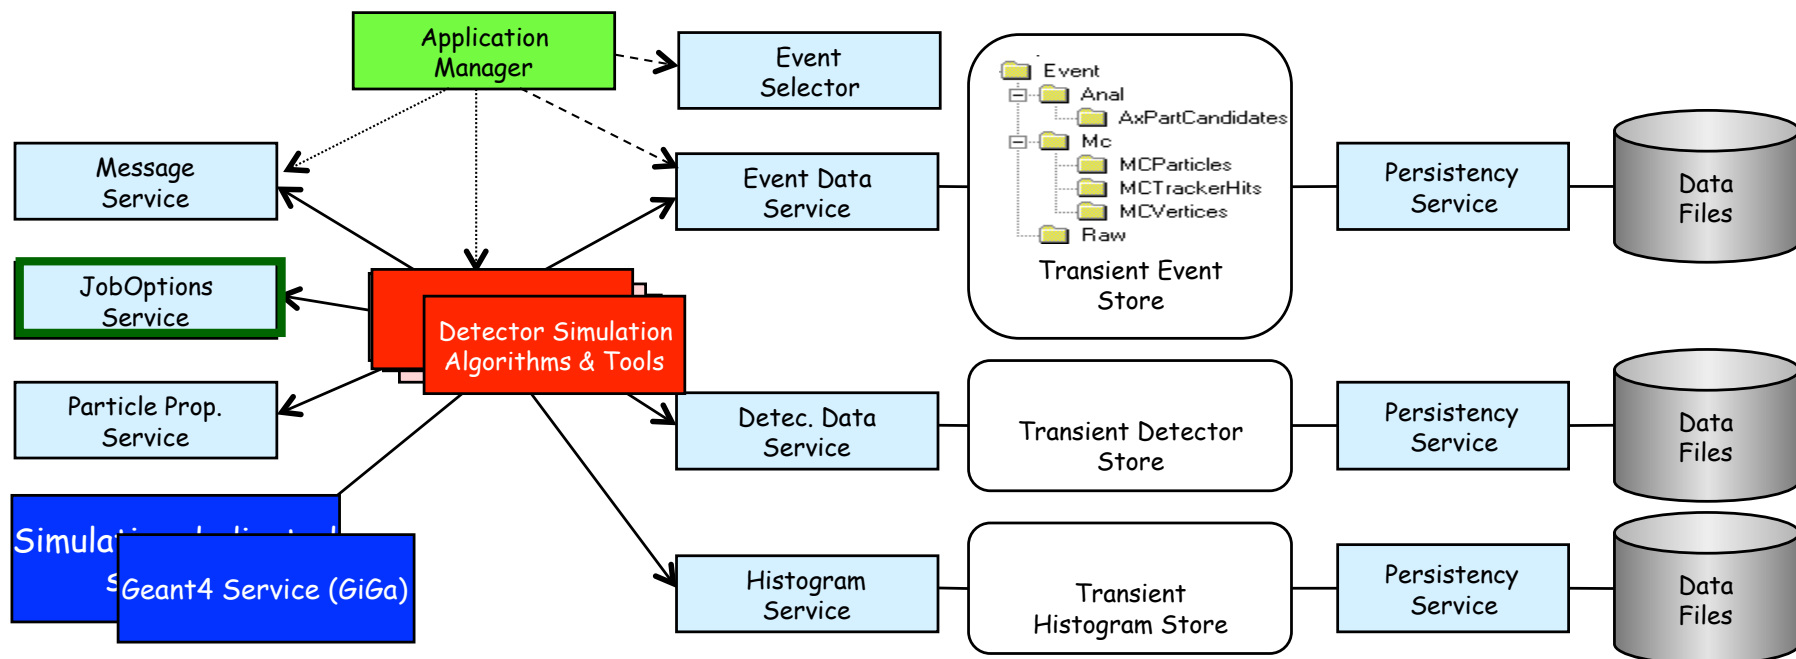 Application
Manager
Event
Selector
Event
Anal
AxPartCandidates
Mc
MCParticles
MCTrackerHits
MCVertices
Raw
Transient Event
Store
Message
Service
Event Data
Service
Persistency
Service
Data
Files
JobOptions
Service
Detector Simulation
Algorithms & Tools
Particle Prop.
Service
Detec. Data
Service
Transient Detector
Store
Persistency
Service
Data
Files
Geant4 Service (GiGa)
Histogram
Service
Transient
Histogram Store
Persistency
Service
Data
Files